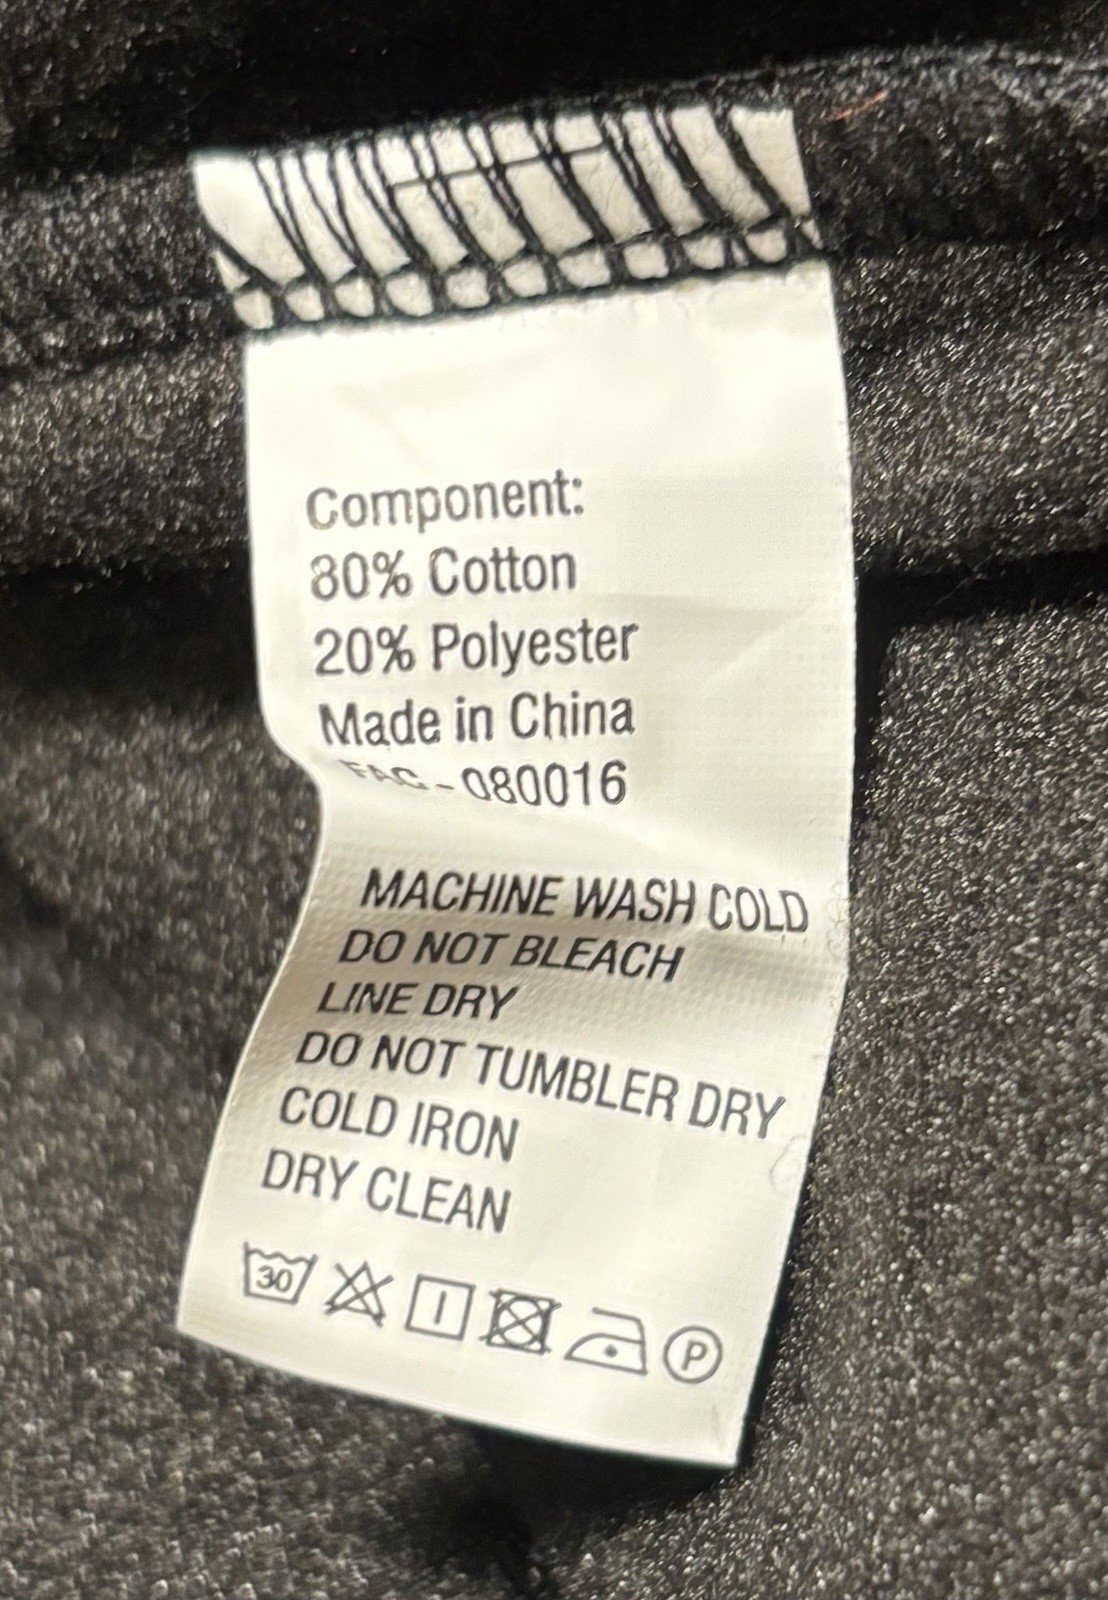 Component:
80% Cotton
20% Polyester
Made in China
FAC-080016
MACHINE WASH COLD
DO NOT BLEACH
LINE DRY
DO NOT TUMBLER DRY
COLD IRON
DRY CLEAN
30 P